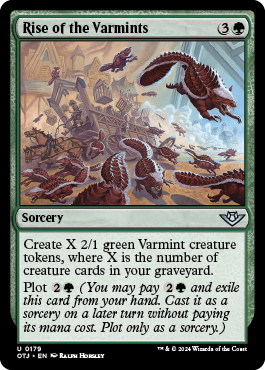 Rise of the Varmints 3
Sorcery
Create X 2/1 green Varmint creature
tokens, where X is the number of
creature cards in your graveyard.
Plot 2 (You may pay 2 and exile
this card from your hand. Cast it as a
sorcery on a later turn without paying
its mana cost. Plot only as a sorcery.)
U 0179
OTJ • EN Ralph Horsley ™ & © 2024 Wizards of the Coast